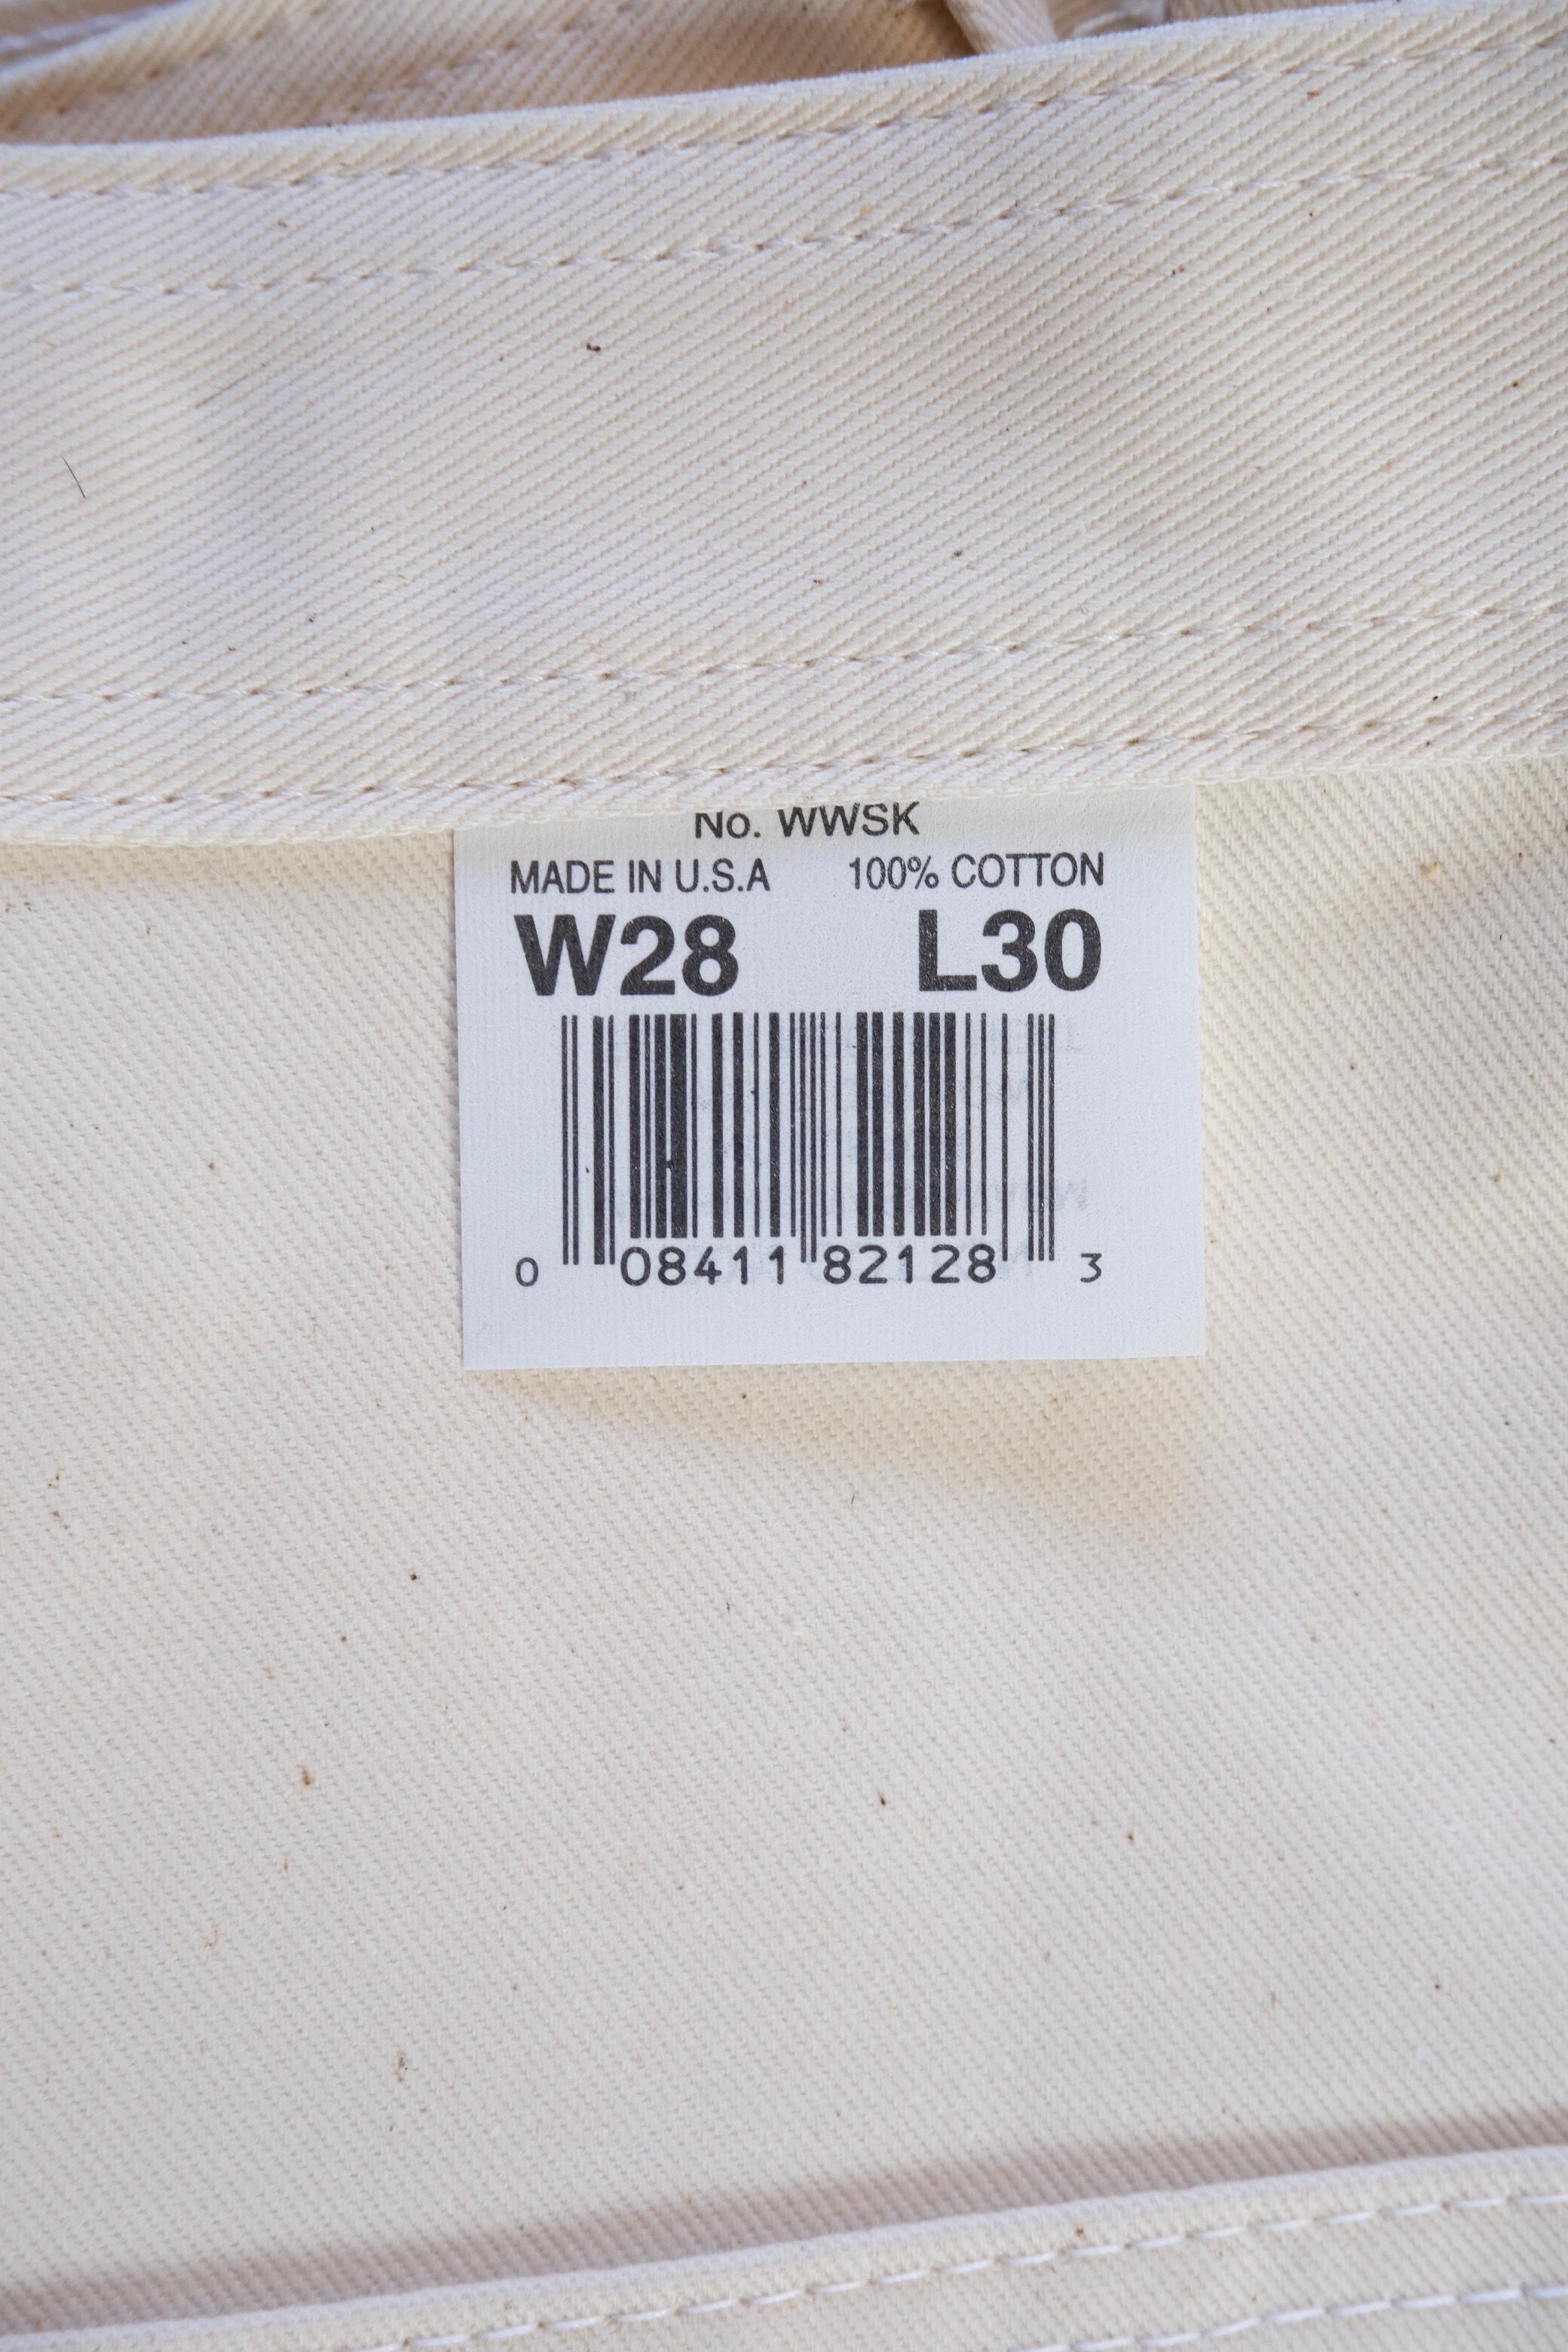 No. WWSK
MADE IN U.S.A 100% COTTON
W28 L30
0 08411 82128 3